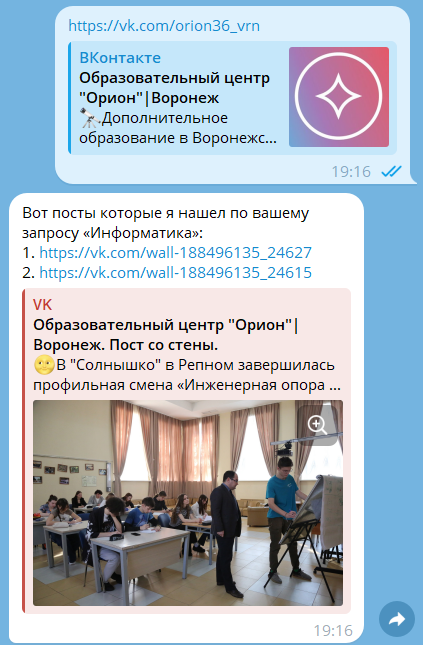 https://vk.com/orion36_vrn
ВКонтакте
Образовательный центр
"Орион"|Воронеж
🔭.Дополнительное
образование в Воронежс...
19:16
Вот посты которые я нашел по вашему
запросу «Информатика»:
1. https://vk.com/wall-188496135_24627
2. https://vk.com/wall-188496135_24615
VK
Образовательный центр "Орион"|
Воронеж. Пост со стены.
🌝В "Солнышко" в Репном завершилась
профильная смена «Инженерная опора ...
19:16